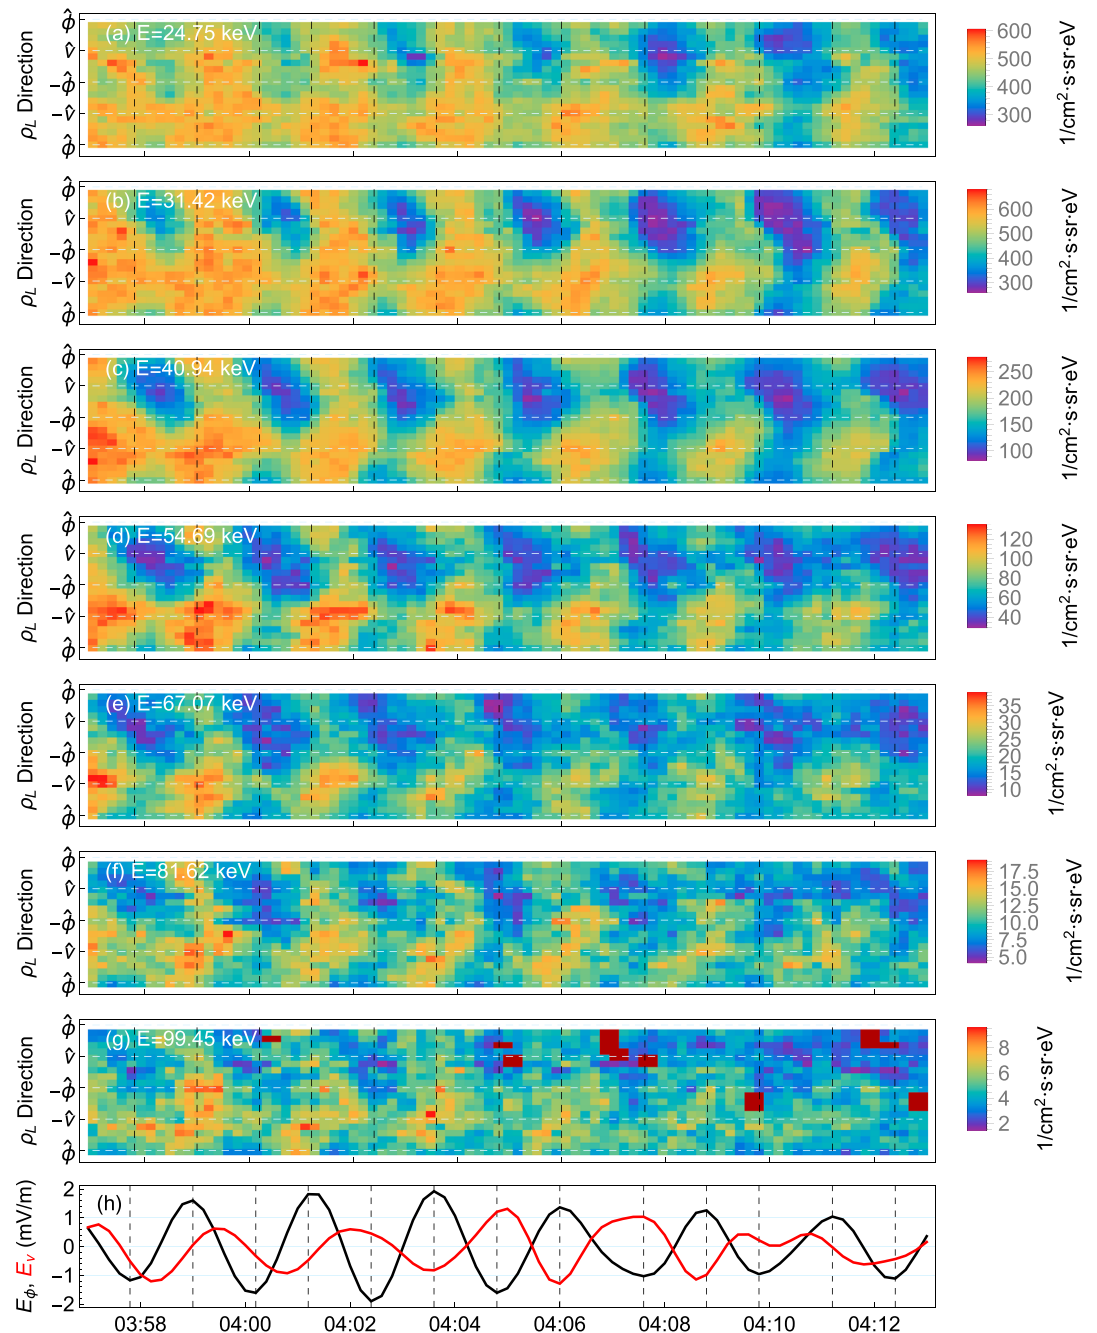 (a) E=24.75 keV
ρL Direction
ϕ̂
ν̂
−ϕ̂
−ν̂
ϕ̂
600
500
400
300
1/cm²·s·sr·eV
(b) E=31.42 keV
ρL Direction
ϕ̂
ν̂
−ϕ̂
−ν̂
ϕ̂
600
500
400
300
1/cm²·s·sr·eV
(c) E=40.94 keV
ρL Direction
ϕ̂
ν̂
−ϕ̂
−ν̂
ϕ̂
250
200
150
100
1/cm²·s·sr·eV
(d) E=54.69 keV
ρL Direction
ϕ̂
ν̂
−ϕ̂
−ν̂
ϕ̂
120
100
80
60
40
1/cm²·s·sr·eV
(e) E=67.07 keV
ρL Direction
ϕ̂
ν̂
−ϕ̂
−ν̂
ϕ̂
35
30
25
20
15
10
1/cm²·s·sr·eV
(f) E=81.62 keV
ρL Direction
ϕ̂
ν̂
−ϕ̂
−ν̂
ϕ̂
17.5
15.0
12.5
10.0
7.5
5.0
1/cm²·s·sr·eV
(g) E=99.45 keV
ρL Direction
ϕ̂
ν̂
−ϕ̂
−ν̂
ϕ̂
8
6
4
2
1/cm²·s·sr·eV
(h)
Eϕ, Eν (mV/m)
2
1
0
−1
−2
03:58 04:00 04:02 04:04 04:06 04:08 04:10 04:12